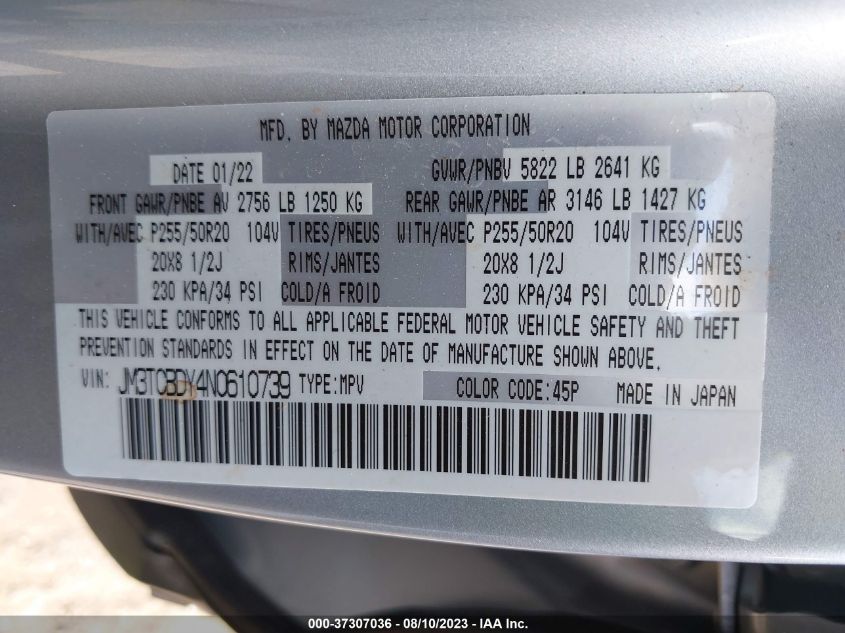 MFD. BY MAZDA MOTOR CORPORATION
DATE 01/22 GVWR/PNBV 5822 LB 2641 KG
FRONT GAWR/PNBE AV 2756 LB 1250 KG REAR GAWR/PNBE AR 3146 LB 1427 KG
WITH/AVEC P255/50R20 104V TIRES/PNEUS WITH/AVEC P255/50R20 104V TIRES/PNEUS
20X8 1/2J RIMS/JANTES 20X8 1/2J RIMS/JANTES
230 KPA/34 PSI COLD/A FROID 230 KPA/34 PSI COLD/A FROID
THIS VEHICLE CONFORMS TO ALL APPLICABLE FEDERAL MOTOR VEHICLE SAFETY AND THEFT
PREVENTION STANDARDS IN EFFECT ON THE DATE OF MANUFACTURE SHOWN ABOVE.
VIN: JM3TCBDY4N0610739 TYPE:MPV COLOR CODE:45P MADE IN JAPAN
000-37307036 - 08/10/2023 - IAA Inc.